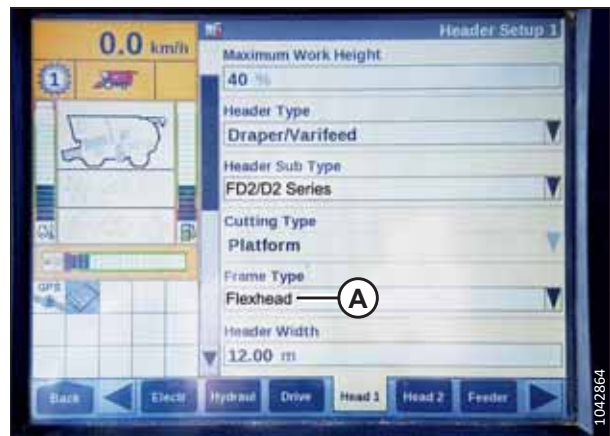 0.0 km/h
Header Setup 1
1
Maximum Work Height
40 %
Header Type
Draper/Varifeed
Header Sub Type
FD2/D2 Series
Cutting Type
Platform
Frame Type
Flexhead
A
Header Width
12.00 m
GPS
Back
Electr
Hydraul
Drive
Head 1
Head 2
Feeder
1042864